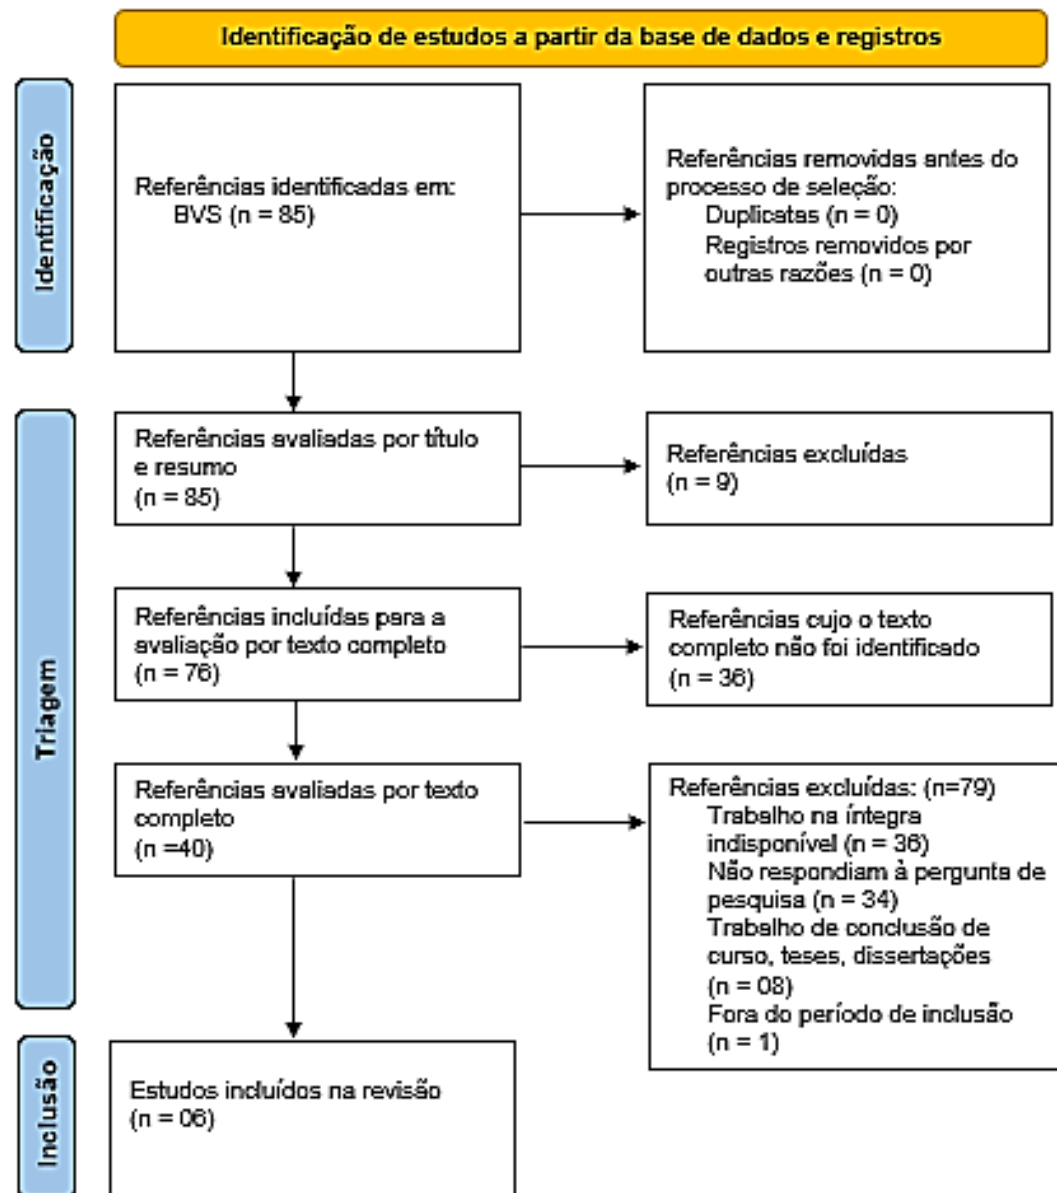 Identificação de estudos a partir da base de dados e registros
Identificação
Referências identificadas em:
BVS (n = 85)
Referências removidas antes do
processo de seleção:
Duplicatas (n = 0)
Registros removidos por
outras razões (n = 0)
Triagem
Referências avaliadas por título
e resumo
(n = 85)
Referências excluídas
(n = 9)
Referências incluídas para a
avaliação por texto completo
(n = 76)
Referências cujo o texto
completo não foi identificado
(n = 36)
Referências avaliadas por texto
completo
(n =40)
Referências excluídas: (n=79)
Trabalho na íntegra
indisponível (n = 36)
Não respondiam à pergunta de
pesquisa (n = 34)
Trabalho de conclusão de
curso, teses, dissertações
(n = 08)
Fora do período de inclusão
(n = 1)
Inclusão
Estudos incluídos na revisão
(n = 06)